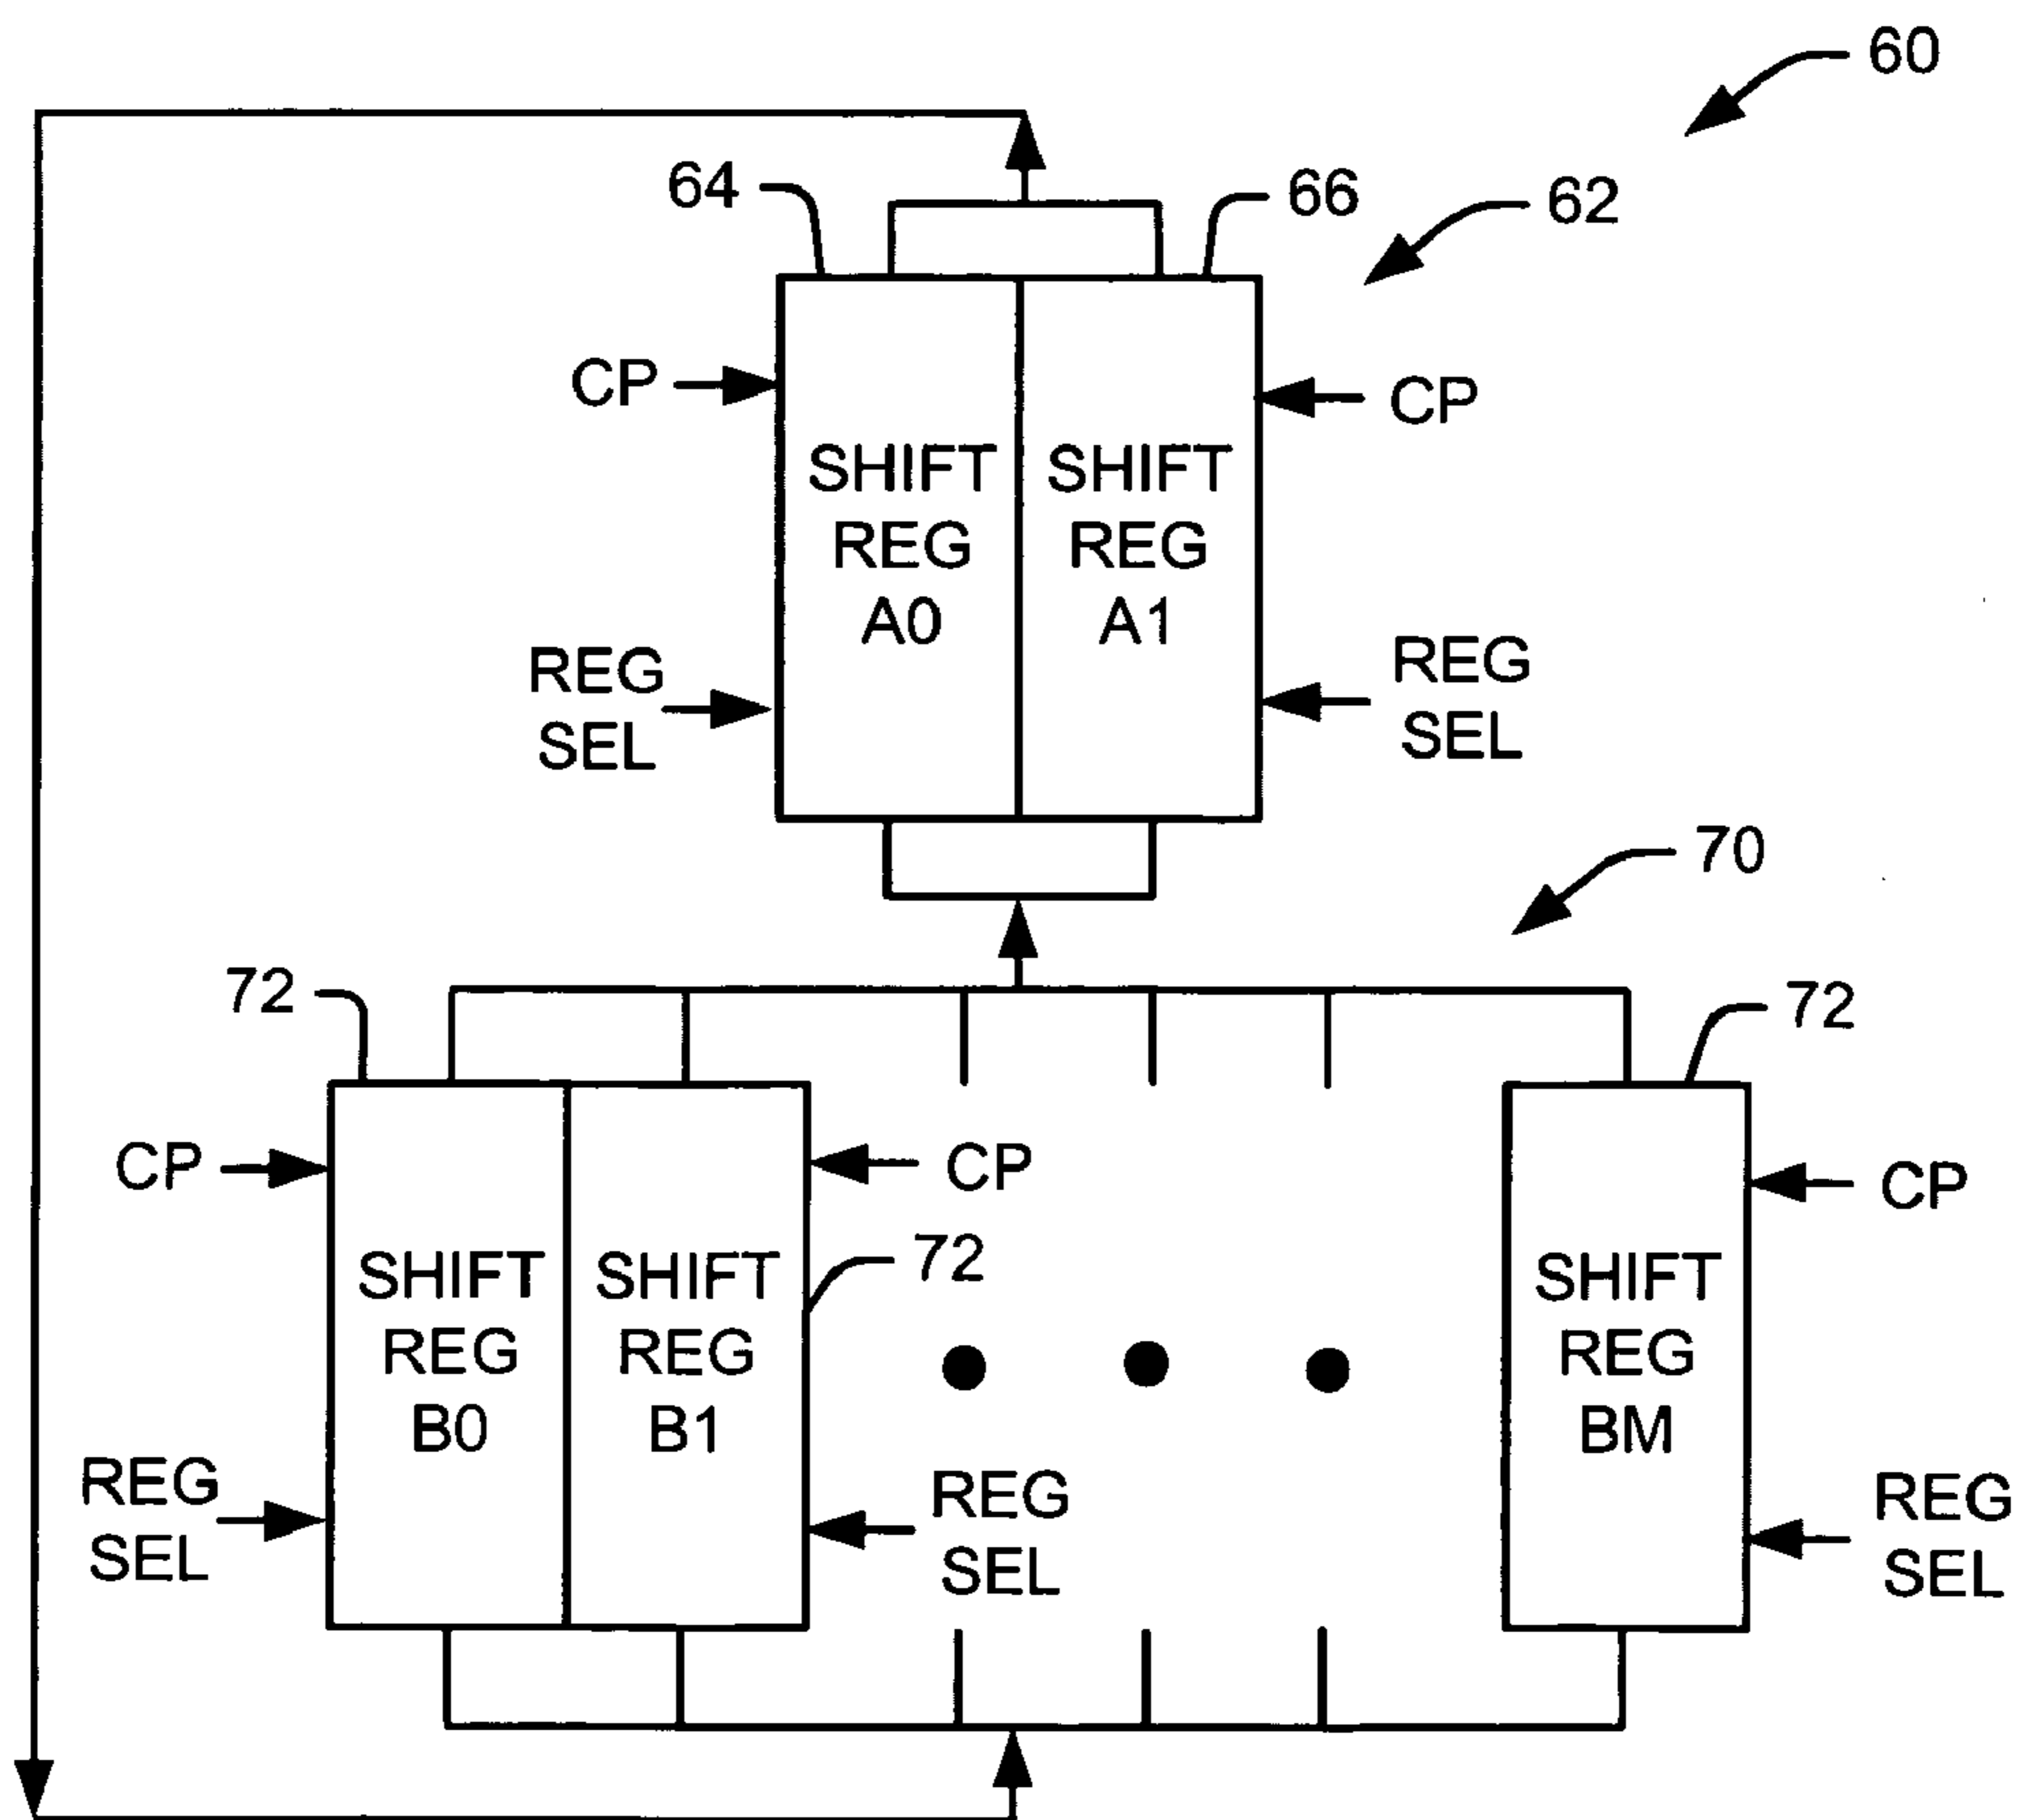 60
64
66
62
CP
CP
SHIFT
REG
A0
SHIFT
REG
A1
REG
SEL
REG
SEL
70
72
72
CP
CP
CP
72
SHIFT
REG
B0
SHIFT
REG
B1
SHIFT
REG
BM
REG
SEL
REG
SEL
REG
SEL